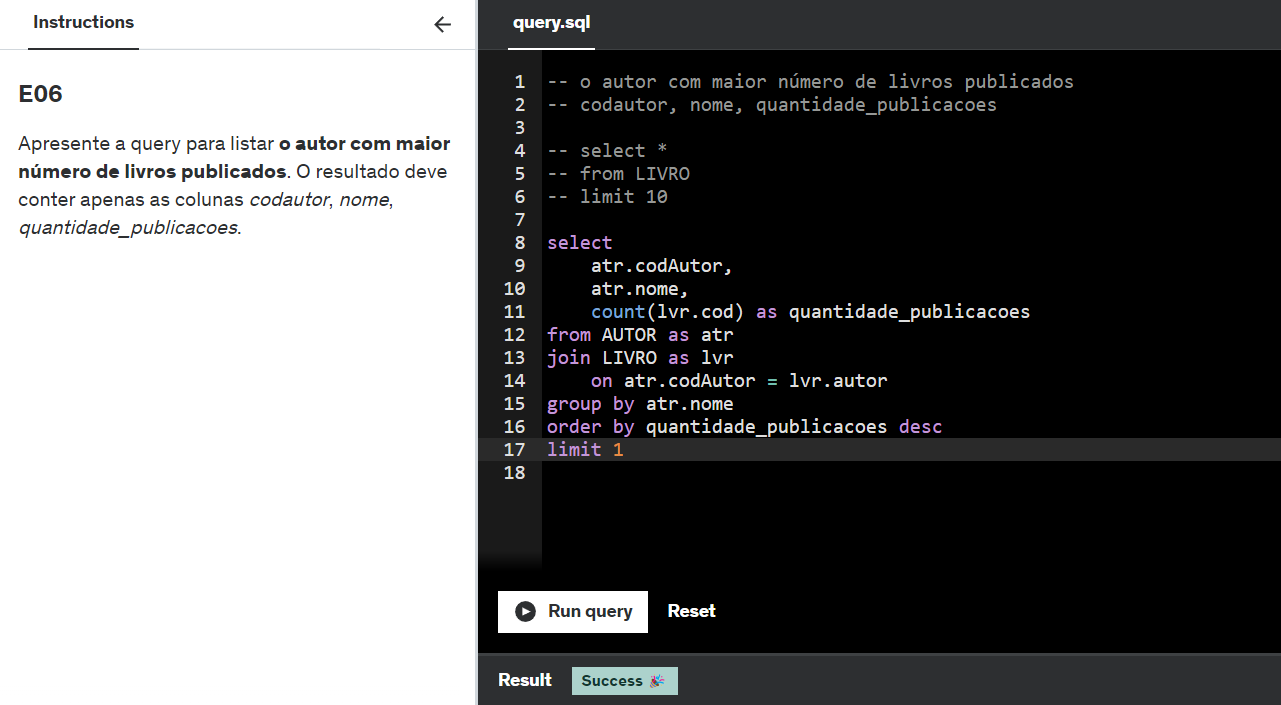 Instructions
E06
Apresente a query para listar o autor com maior
número de livros publicados. O resultado deve
conter apenas as colunas codautor, nome,
quantidade_publicacoes.
query.sql
1 -- o autor com maior número de livros publicados
2 -- codautor, nome, quantidade_publicacoes
3
4 -- select *
5 -- from LIVRO
6 -- limit 10
7
8 select
9     atr.codAutor,
10     atr.nome,
11     count(lvr.cod) as quantidade_publicacoes
12 from AUTOR as atr
13 join LIVRO as lvr
14     on atr.codAutor = lvr.autor
15 group by atr.nome
16 order by quantidade_publicacoes desc
17 limit 1
18
Run query Reset
Result Success 🎉